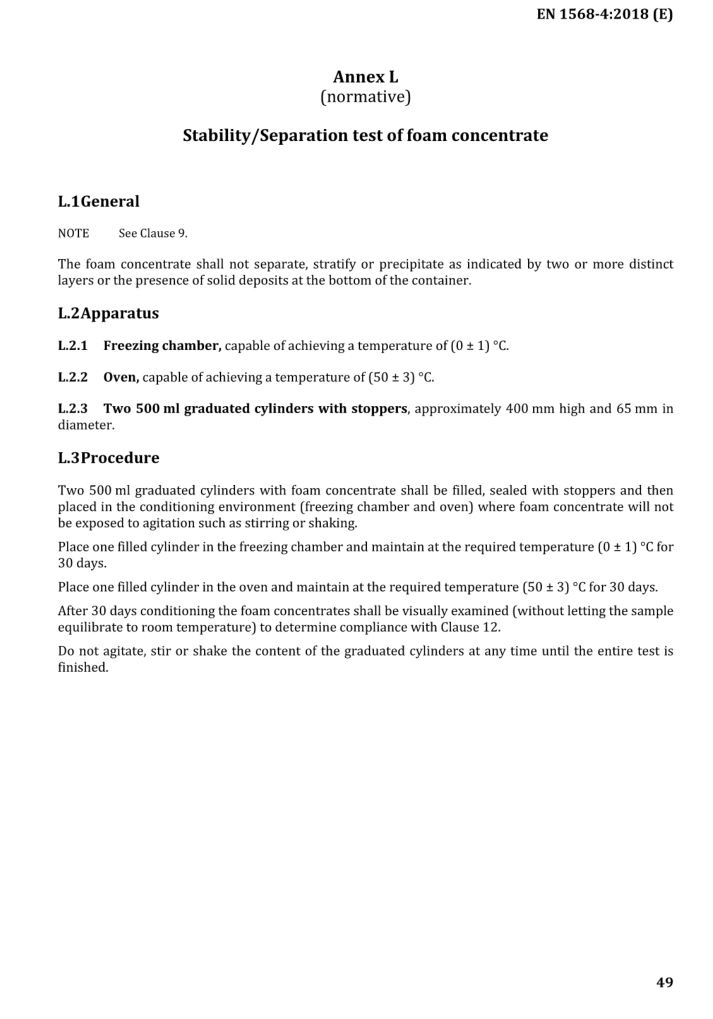 EN 1568-4:2018 (E)
Annex L
(normative)
Stability/Separation test of foam concentrate
L.1General
NOTE See Clause 9.
The foam concentrate shall not separate, stratify or precipitate as indicated by two or more distinct
layers or the presence of solid deposits at the bottom of the container.
L.2Apparatus
L.2.1 Freezing chamber, capable of achieving a temperature of (0 ± 1) °C.
L.2.2 Oven, capable of achieving a temperature of (50 ± 3) °C.
L.2.3 Two 500 ml graduated cylinders with stoppers, approximately 400 mm high and 65 mm in
diameter.
L.3Procedure
Two 500 ml graduated cylinders with foam concentrate shall be filled, sealed with stoppers and then
placed in the conditioning environment (freezing chamber and oven) where foam concentrate will not
be exposed to agitation such as stirring or shaking.
Place one filled cylinder in the freezing chamber and maintain at the required temperature (0 ± 1) °C for
30 days.
Place one filled cylinder in the oven and maintain at the required temperature (50 ± 3) °C for 30 days.
After 30 days conditioning the foam concentrates shall be visually examined (without letting the sample
equilibrate to room temperature) to determine compliance with Clause 12.
Do not agitate, stir or shake the content of the graduated cylinders at any time until the entire test is
finished.
49